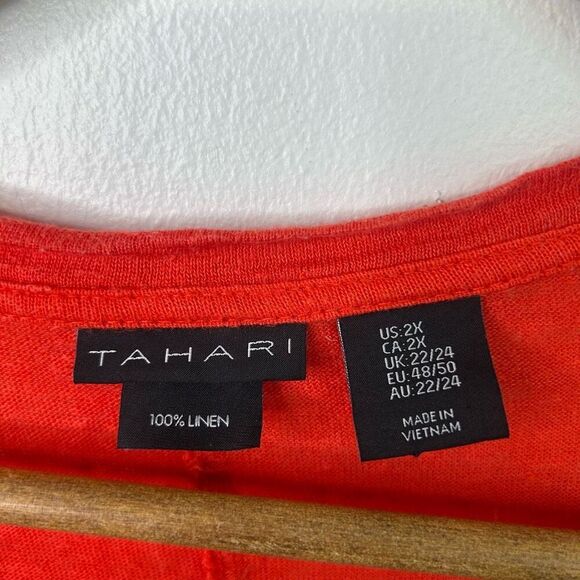 TAHARI
100% LINEN
US:2X
CA:2X
UK:22/24
EU:48/50
AU:22/24
MADE IN
VIETNAM